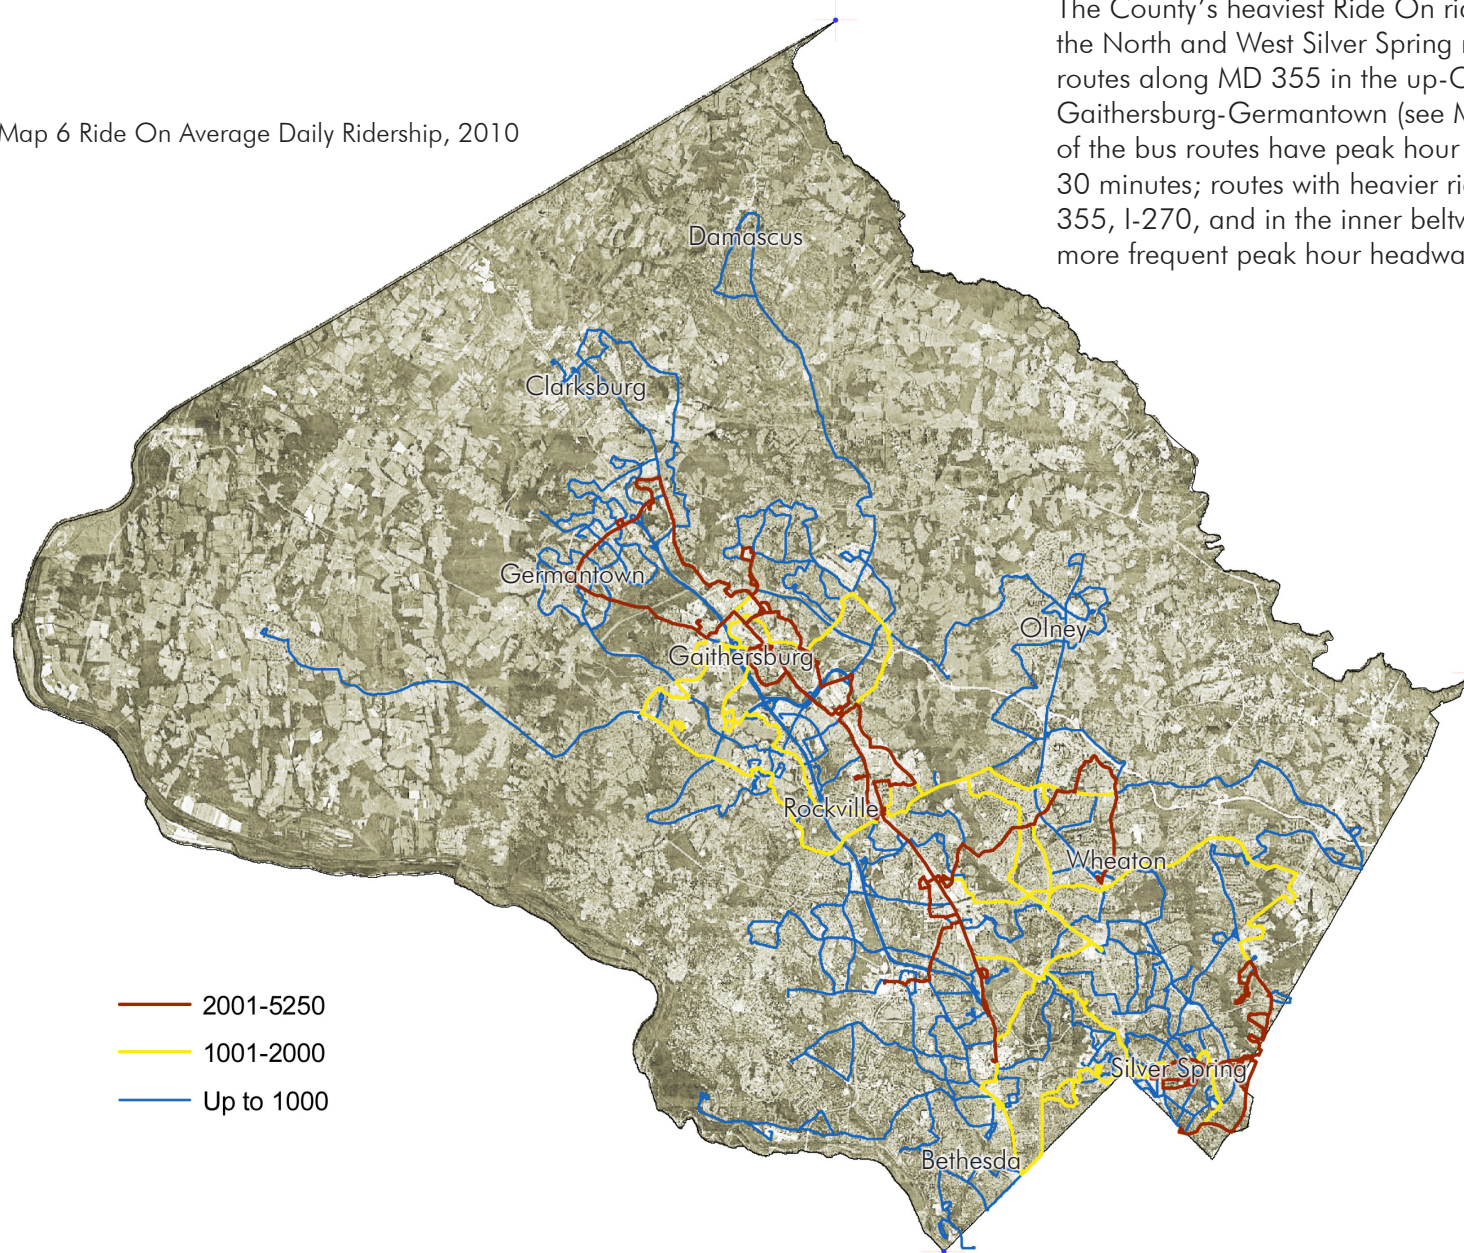 The County's heaviest Ride On
the North and West Silver Spring
routes along MD 355 in the
Map 6 Ride On Average Daily Ridership, 2010
Gaithersburg-Germantown (see
of the bus routes have peak hour
30 minutes; routes with heavier
355, I-270, and in the inner
more frequent peak hour
Damascus
Clarksburg
Germantown
Olney
Gaithersburg
Rockville
Wheaton
2001-5250
1001-2000
Up to 1000
Silver Spring
Bethesda